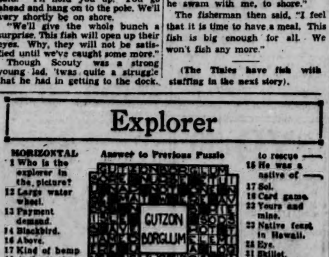 ahead and hang on to the pole. We'll
very shortly be on shore.
"We'll give the whole bunch a
surprise. This fish will open up their
eyes. Why, they will not be satis-
fied until we've caught some more."
Though Scouty was a strong
young lad, 'twas quite a struggle
that he had in getting to the dock.
he swam with me, to shore."
The fisherman then said, "I feel
that it is time to have a meal. This
fish is big enough for all. We
won't fish any more."
(The Tinies have fish with
stuffing in the next story).
Explorer
HORIZONTAL
1 Who is the
explorer in
the picture?
12 Large water
wheel.
13 Payment
demand.
14 Blackbird.
16 Above.
17 Kind of hemp
Answer to Previous Puzzle
GUTZON
BORGLUM
to rescue —
15 He was a
native of —
17 Sol.
18 Card game.
22 Yours and
mine.
23 Native feast
in Hawaii.
28 Eye.
31 Skillet.